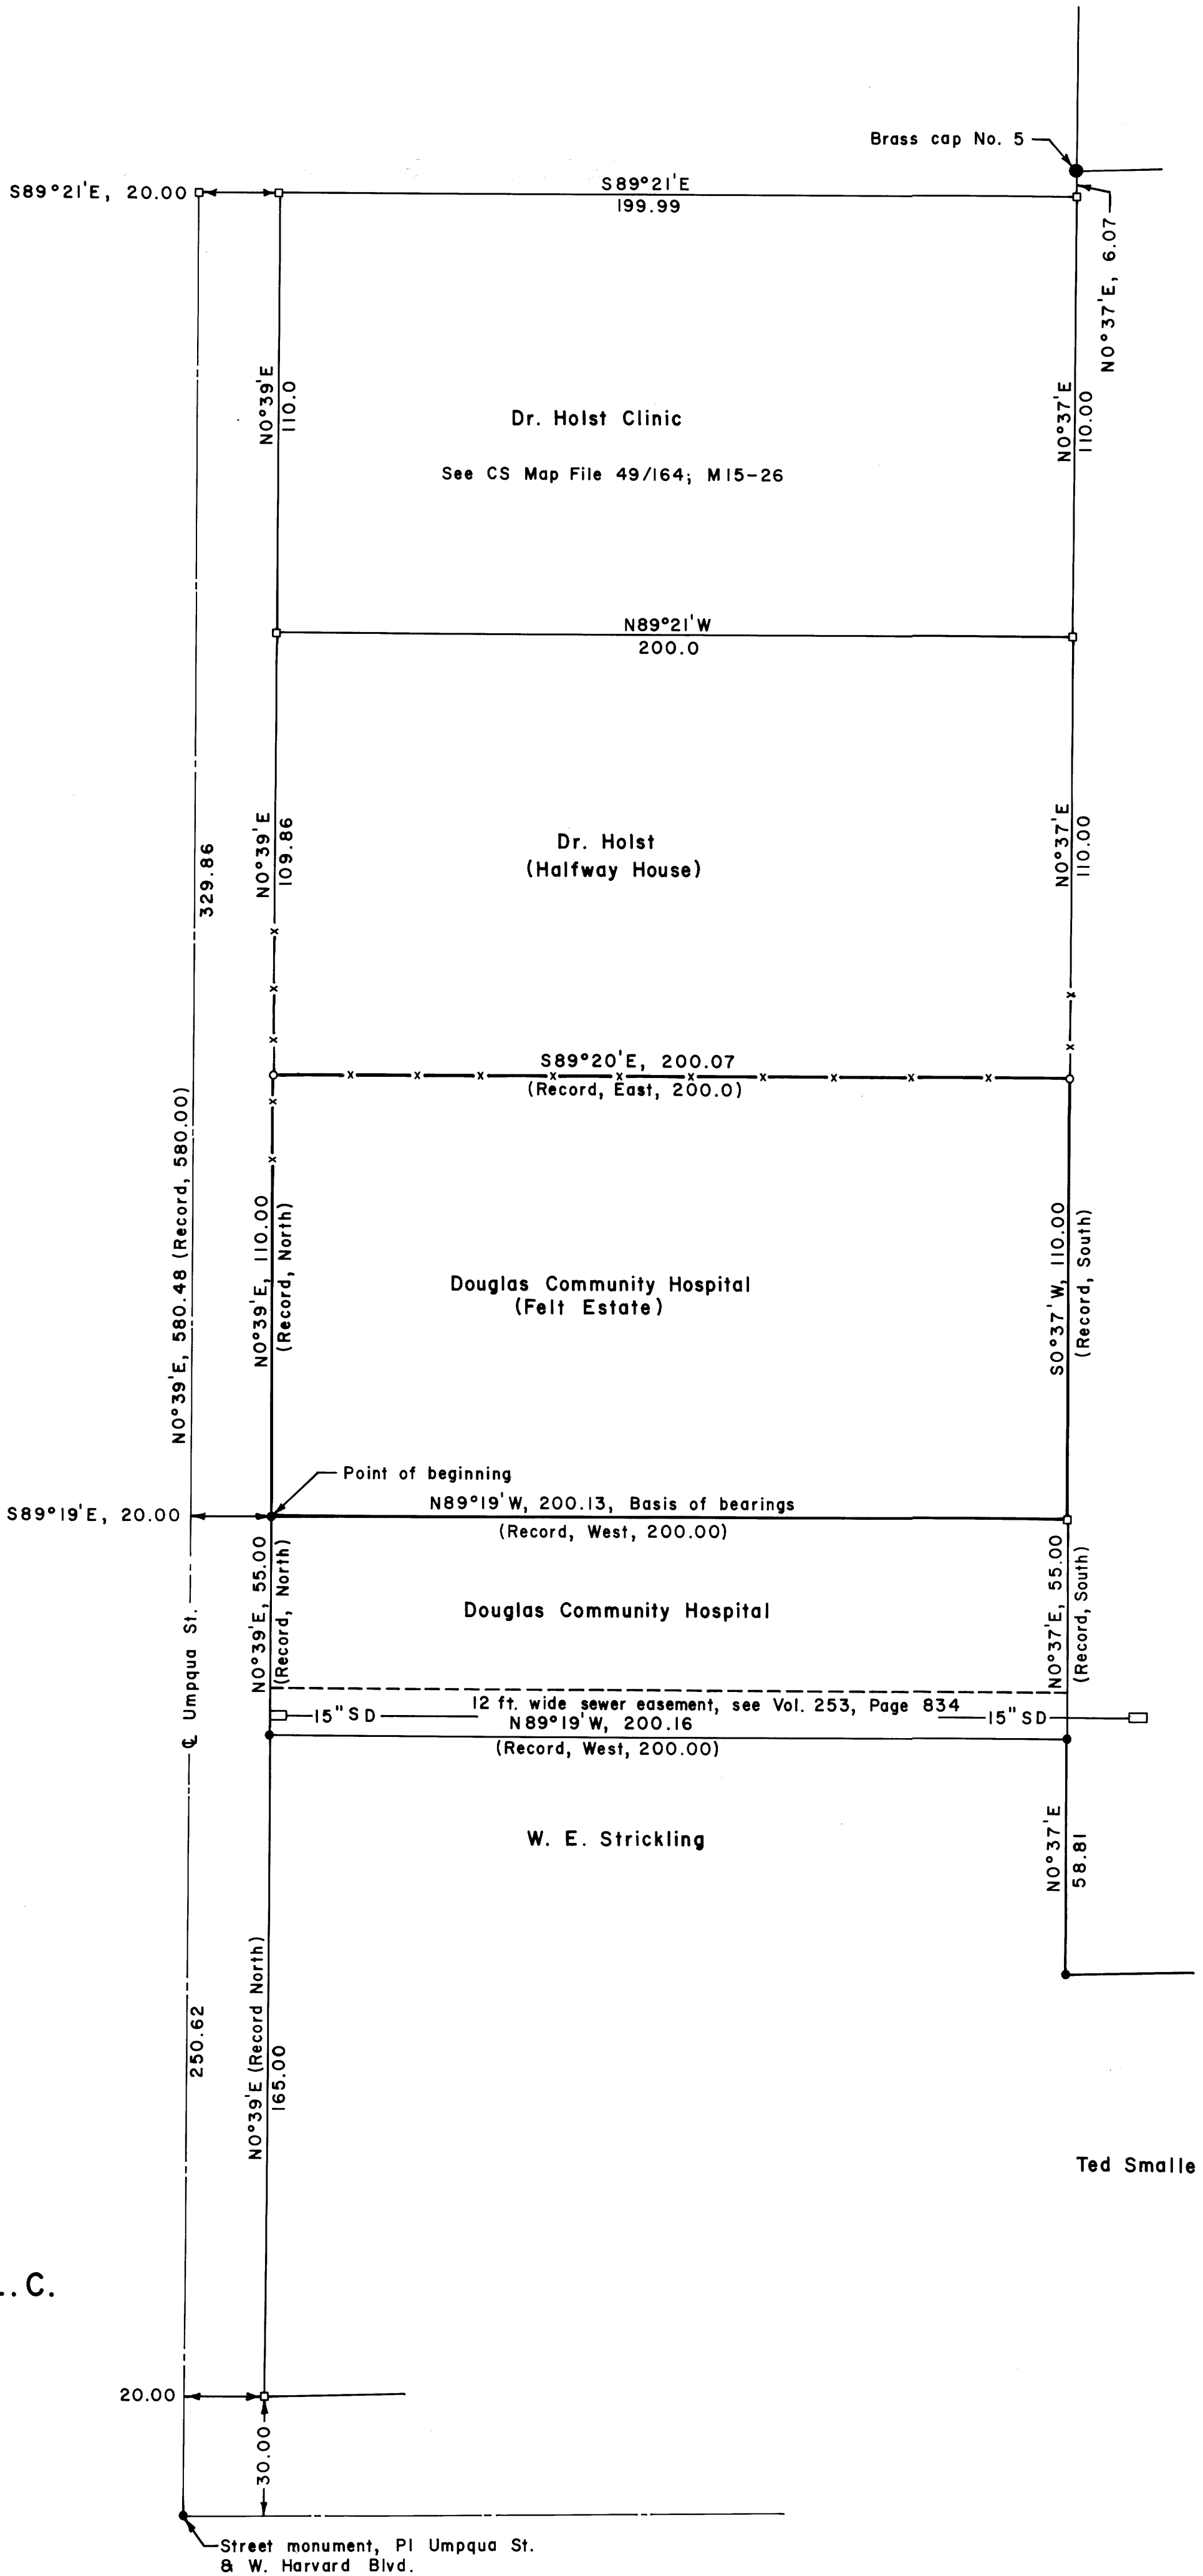 Brass cap No. 5
S89°21'E, 20.00
S89°21'E
199.99
N0°37'E, 6.07
N0°39'E
110.0
N0°37'E
110.00
Dr. Holst Clinic
See CS Map File 49/164; M15-26
N89°21'W
200.0
N0°39'E
109.86
N0°37'E
110.00
Dr. Holst
(Halfway House)
329.86
S89°20'E, 200.07
(Record, East, 200.0)
N0°39'E, 580.48 (Record, 580.00)
N0°39'E, 110.00
(Record, North)
S0°37'W, 110.00
(Record, South)
Douglas Community Hospital
(Felt Estate)
Point of beginning
S89°19'E, 20.00
N89°19'W, 200.13, Basis of bearings
(Record, West, 200.00)
N0°39'E, 55.00
(Record, North)
N0°37'E, 55.00
(Record, South)
Douglas Community Hospital
℄ Umpqua St.
12 ft. wide sewer easement, see Vol. 253, Page 834
15" SD
15" SD
N89°19'W, 200.16
(Record, West, 200.00)
W. E. Strickling
N0°37'E
58.81
N0°39'E (Record North)
165.00
250.62
Ted Smalle
L. C.
20.00
30.00
Street monument, PI Umpqua St.
& W. Harvard Blvd.